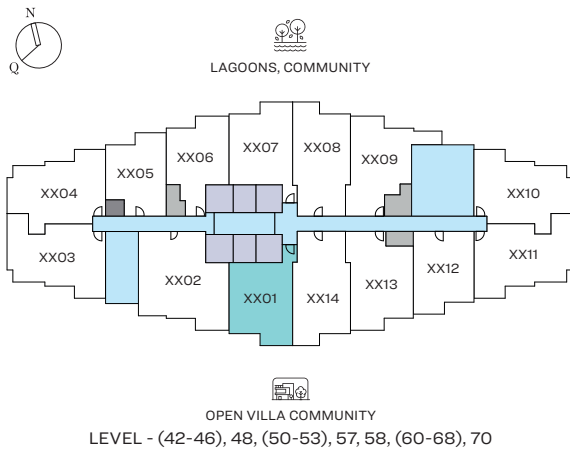 N
Q
LAGOONS, COMMUNITY
XX07
XX08
XX06
XX09
XX05
XX04
XX10
XX03
XX11
XX02
XX12
XX13
XX01
XX14
OPEN VILLA COMMUNITY
LEVEL - (42-46), 48, (50-53), 57, 58, (60-68), 70